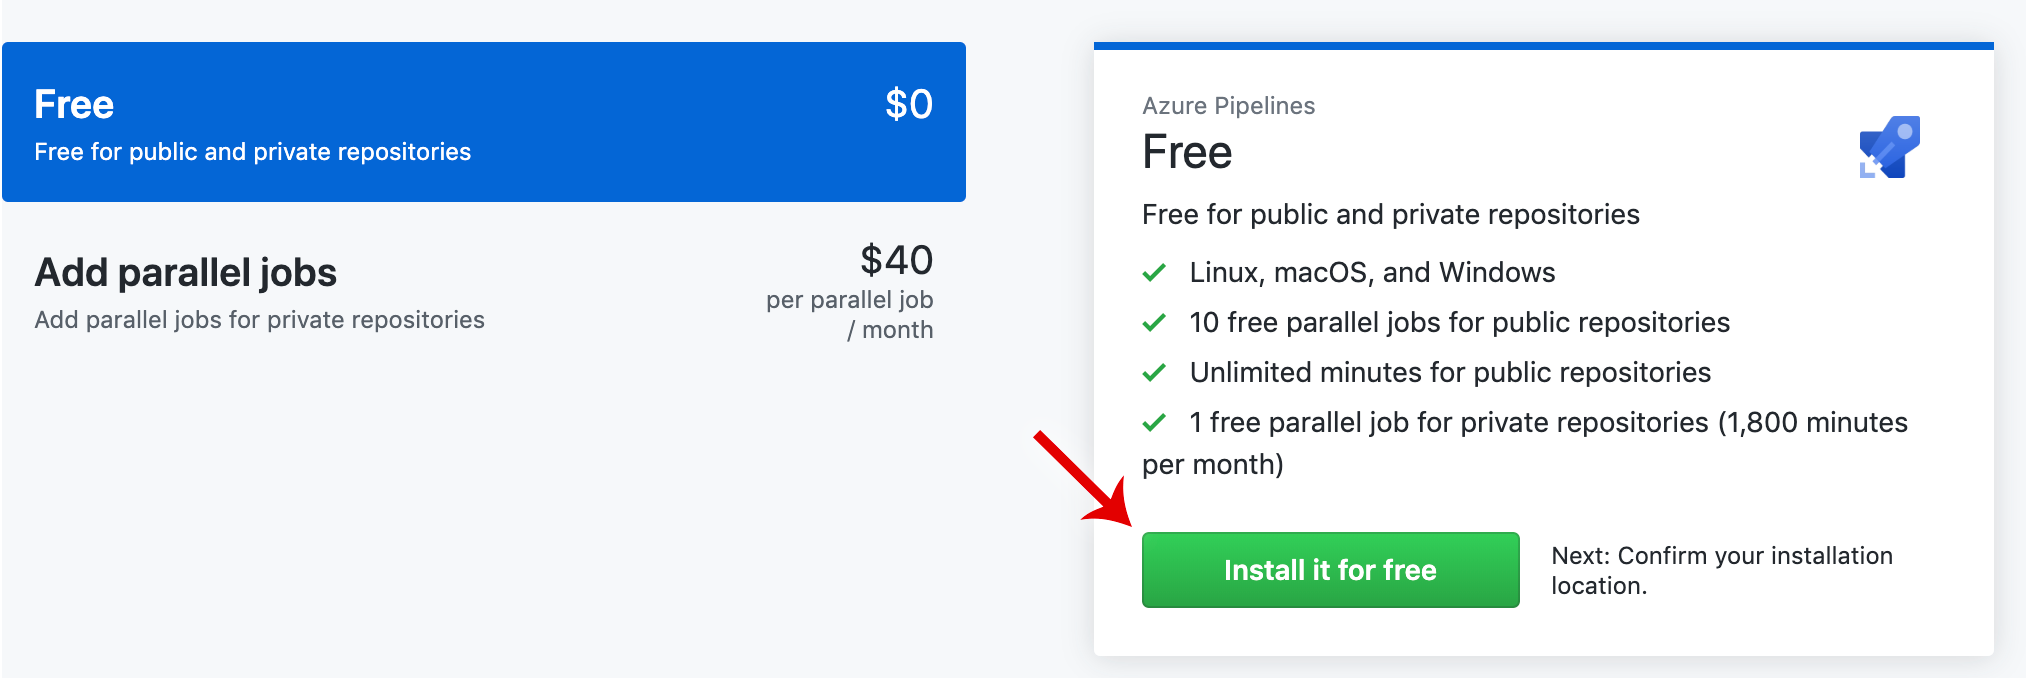 Free
$0
Free for public and private repositories
Add parallel jobs
$40
Add parallel jobs for private repositories
per parallel job
/ month
Azure Pipelines
Free
Free for public and private repositories
Linux, macOS, and Windows
10 free parallel jobs for public repositories
Unlimited minutes for public repositories
1 free parallel job for private repositories (1,800 minutes
per month)
Install it for free
Next: Confirm your installation
location.